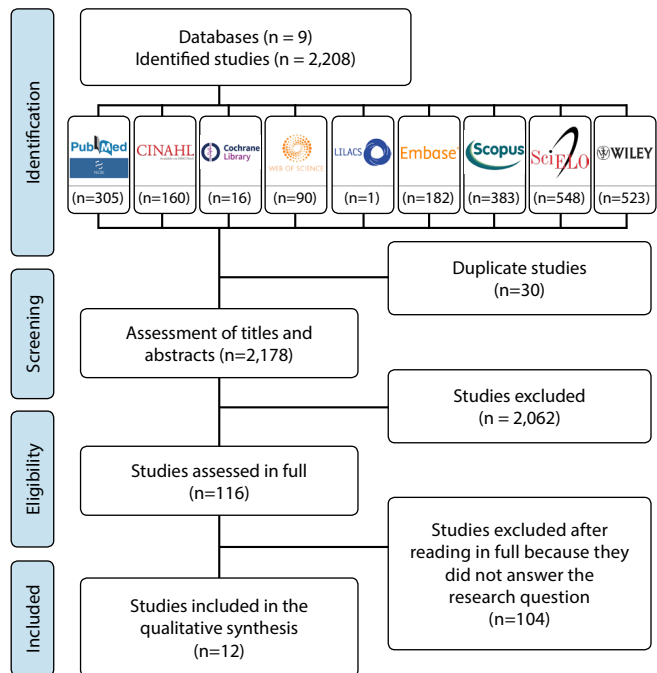 Identification
Databases (n = 9)
Identified studies (n = 2,208)
PubMed
(n=305)
CINAHL
(n=160)
Cochrane
Library
(n=16)
WEB OF SCIENCE
(n=90)
LILACS
(n=1)
Embase
(n=182)
Scopus
(n=383)
SciELO
(n=548)
WILEY
(n=523)
Duplicate studies
(n=30)
Screening
Assessment of titles and
abstracts (n=2,178)
Studies excluded
(n = 2,062)
Eligibility
Studies assessed in full
(n=116)
Studies excluded after
reading in full because they
did not answer the
research question
(n=104)
Included
Studies included in the
qualitative synthesis
(n=12)